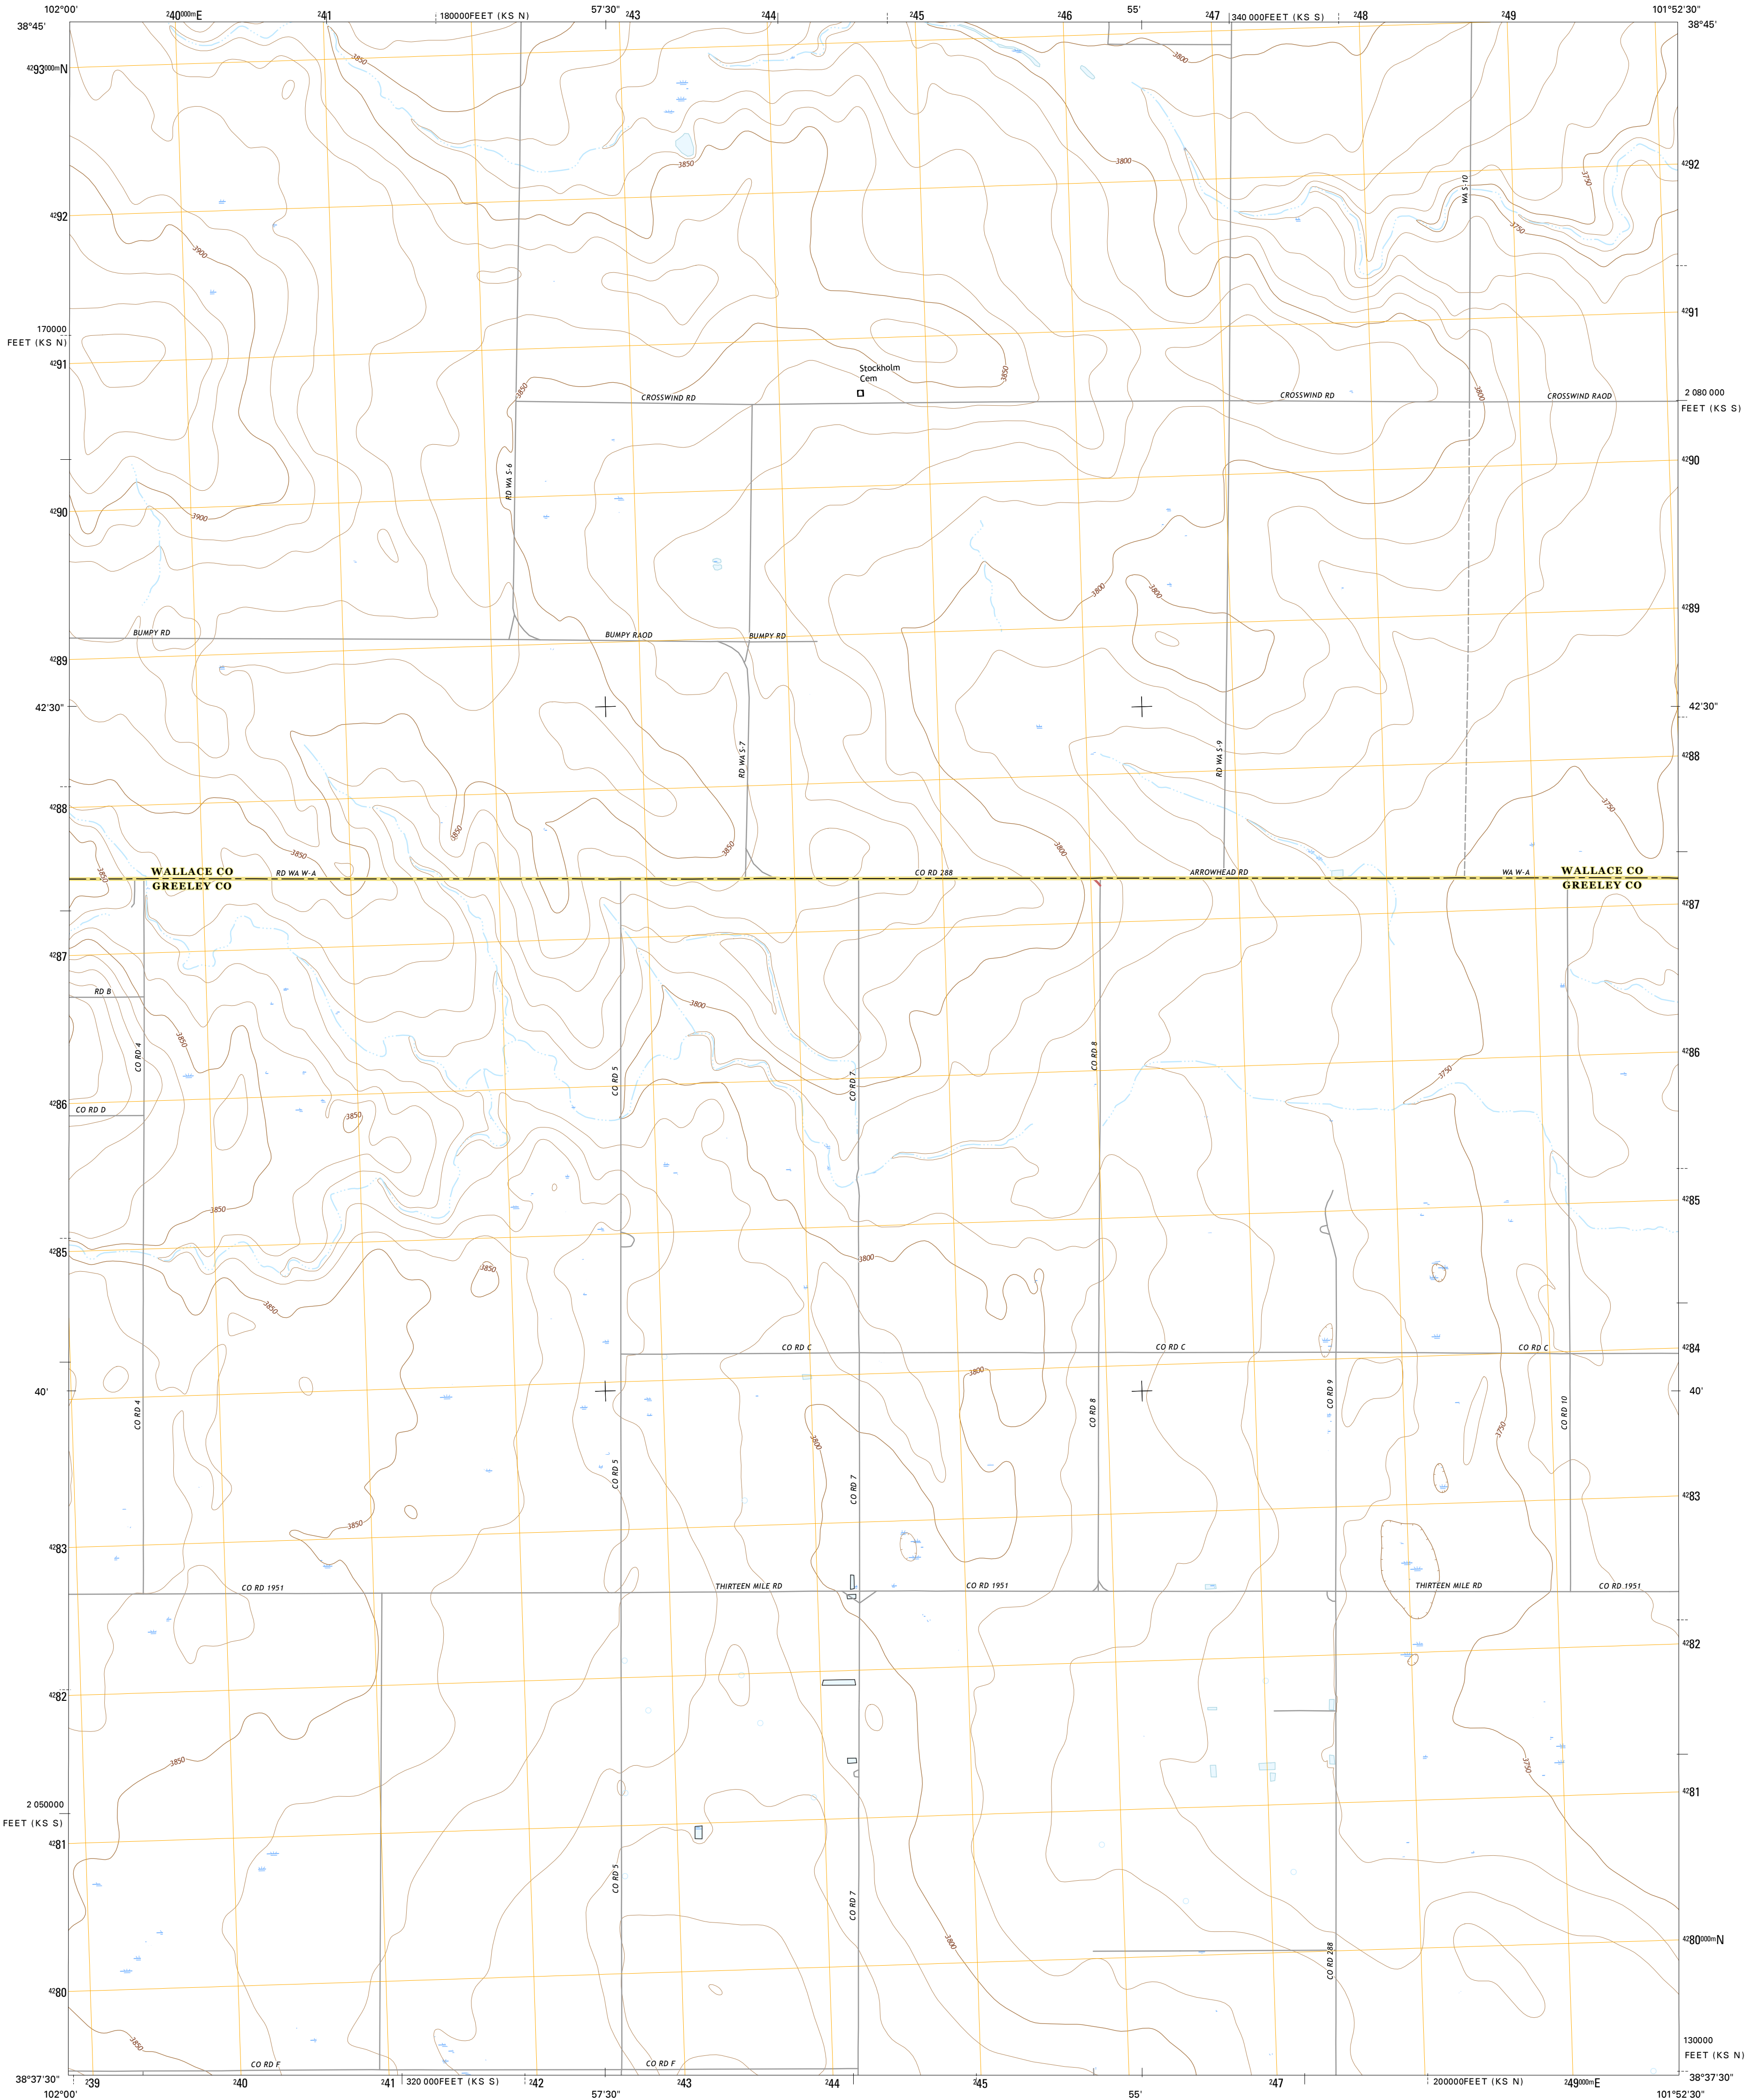 102°00'
240000mE
241
180000FEET (KS N)
57'30"
243
244
245
246
55'
247
340 000FEET (KS S)
248
249
101°52'30"
38°45'
38°45'
4293000mN
3850
3800
3850
3800
4292
WA S-10
3750
4292
3900
3750
4291
170000
FEET (KS N)
4291
Stockholm
Cem
3850
3850
3800
CROSSWIND RD
CROSSWIND RD
CROSSWIND RAOD
2 080 000
FEET (KS S)
4290
RD WA S-6
4290
3900
3800
3800
4289
BUMPY RD
BUMPY RAOD
BUMPY RD
4289
42'30"
42'30"
RD WA S-7
RD WA S-9
4288
4288
3750
3850
3850
3850
3800
3850
WALLACE CO
RD WA W-A
CO RD 288
ARROWHEAD RD
WA W-A
WALLACE CO
GREELEY CO
GREELEY CO
4287
4287
RD B
3800
3850
CO RD 4
CO RD 5
CO RD 7
CO RD 8
4286
3750
4286
CO RD D
3850
4285
3850
4285
3800
3850
3850
CO RD C
CO RD C
CO RD C
4284
3800
40'
40'
CO RD 4
CO RD 8
CO RD 9
CO RD 10
3800
3750
CO RD 5
CO RD 7
4283
3850
4283
CO RD 1951
THIRTEEN MILE RD
CO RD 1951
THIRTEEN MILE RD
CO RD 1951
4282
4282
3850
3750
4281
2 050000
FEET (KS S)
4281
CO RD 5
CO RD 7
3800
4280000mN
CO RD 288
4280
3850
130000
FEET (KS N)
CO RD F
CO RD F
38°37'30"
38°37'30"
239
240
241
320 000FEET (KS S)
242
243
244
245
247
200000FEET (KS N)
249000mE
102°00'
57'30"
55'
101°52'30"